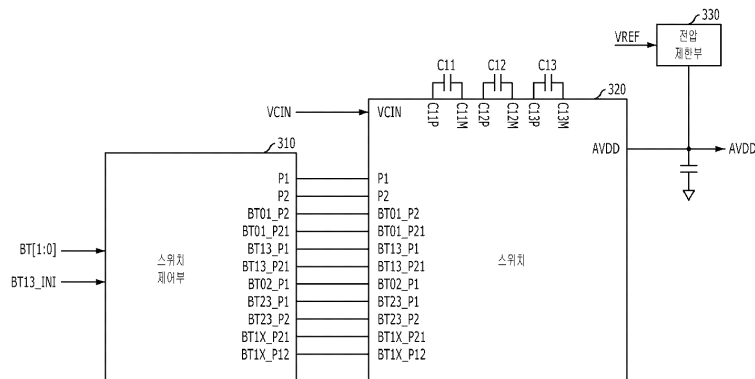 330
VREF
전압
제한부
C11
C12
C13
320
C11P
C11M
C12P
C12M
C13P
C13M
VCIN
VCIN
AVDD
AVDD
310
P1
P1
P2
P2
BT01_P2
BT01_P2
BT01_P21
BT01_P21
BT[1:0]
BT13_P1
BT13_P1
스위치
제어부
스위치
BT13_P21
BT13_P21
BT13_INI
BT02_P1
BT02_P1
BT23_P1
BT23_P1
BT23_P2
BT23_P2
BT1X_P21
BT1X_P21
BT1X_P12
BT1X_P12